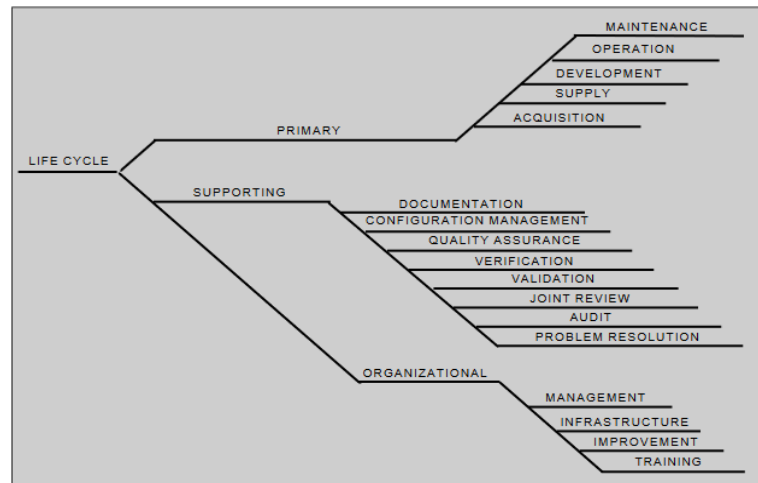 MAINTENANCE
OPERATION
DEVELOPMENT
SUPPLY
ACQUISITION
PRIMARY
LIFE CYCLE
SUPPORTING
DOCUMENTATION
CONFIGURATION MANAGEMENT
QUALITY ASSURANCE
VERIFICATION
VALIDATION
JOINT REVIEW
AUDIT
PROBLEM RESOLUTION
ORGANIZATIONAL
MANAGEMENT
INFRASTRUCTURE
IMPROVEMENT
TRAINING